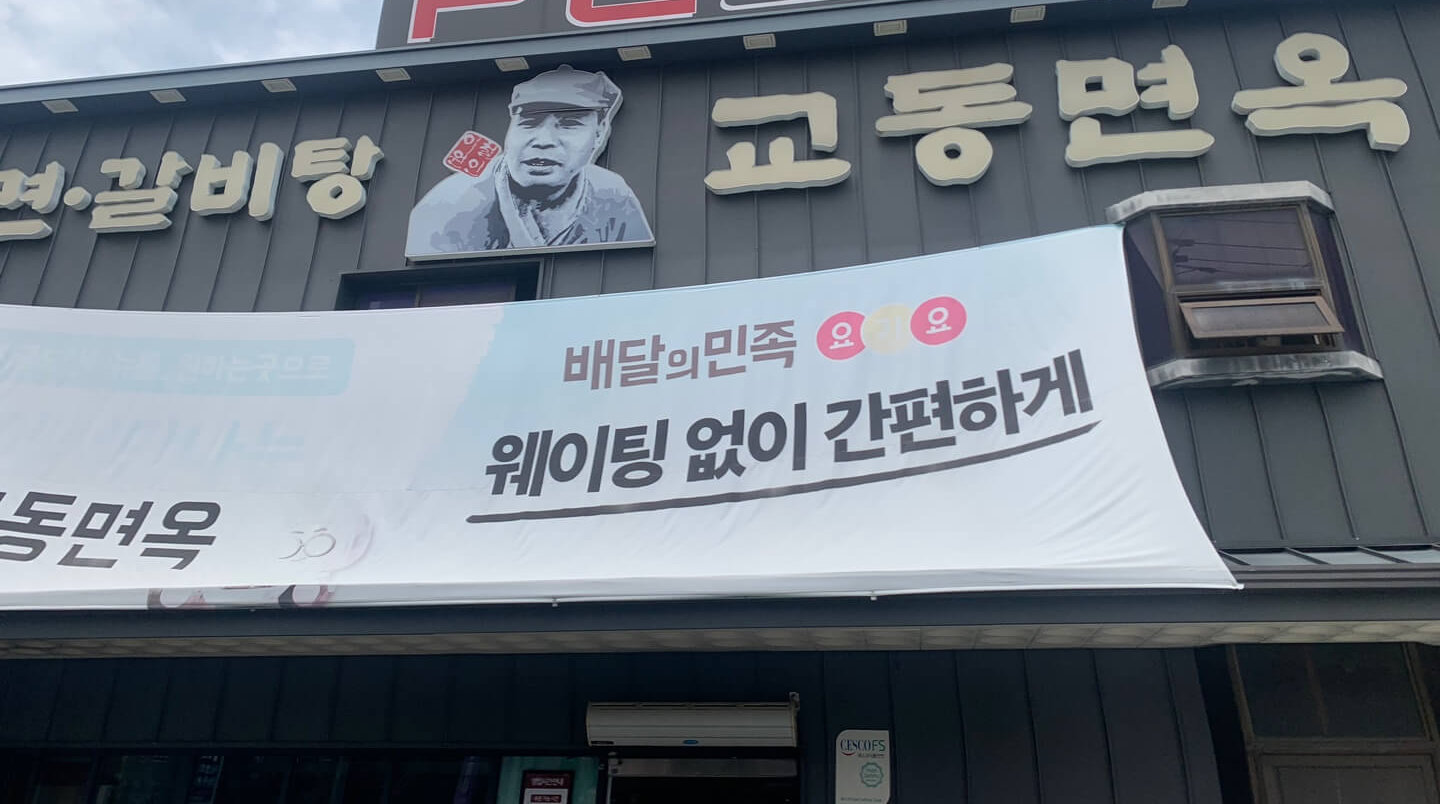 면·갈비탕
교동면옥
배달의민족 요기요
웨이팅 없이 간편하게
동면옥
CESCO FS